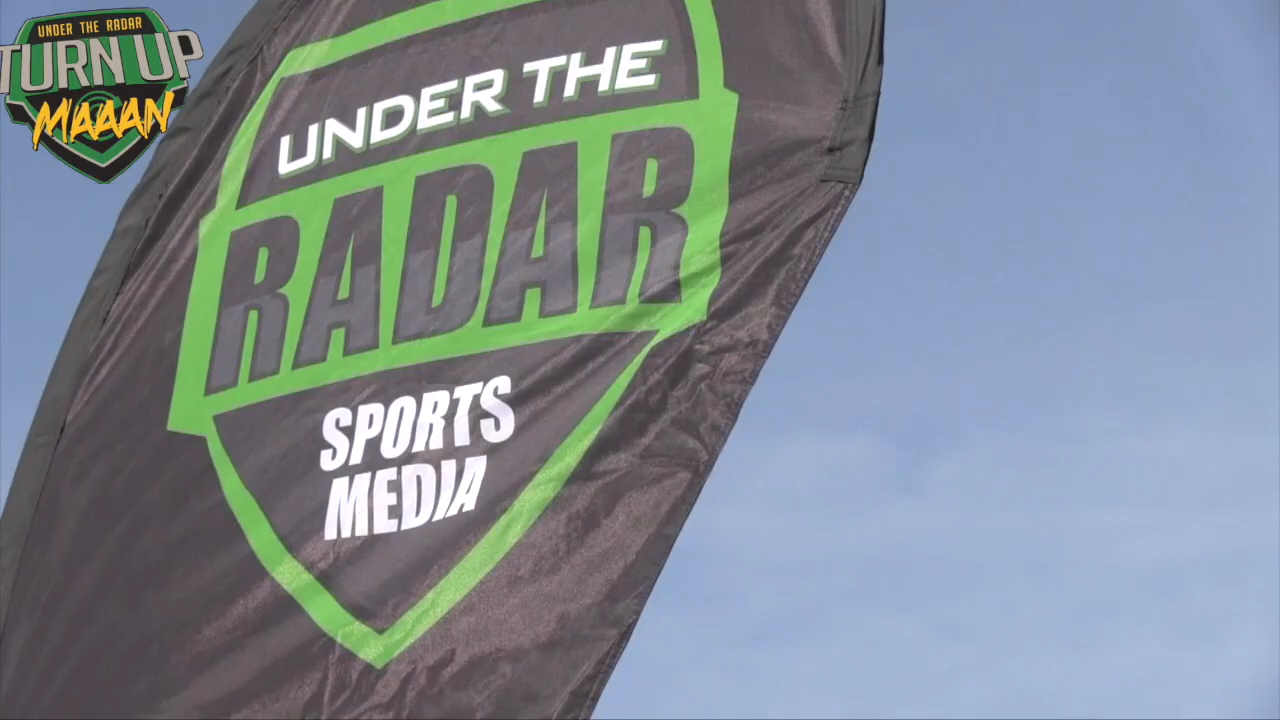 UNDER THE RADAR
TURN UP
MAAAN
UNDER THE
RADAR
SPORTS
MEDIA